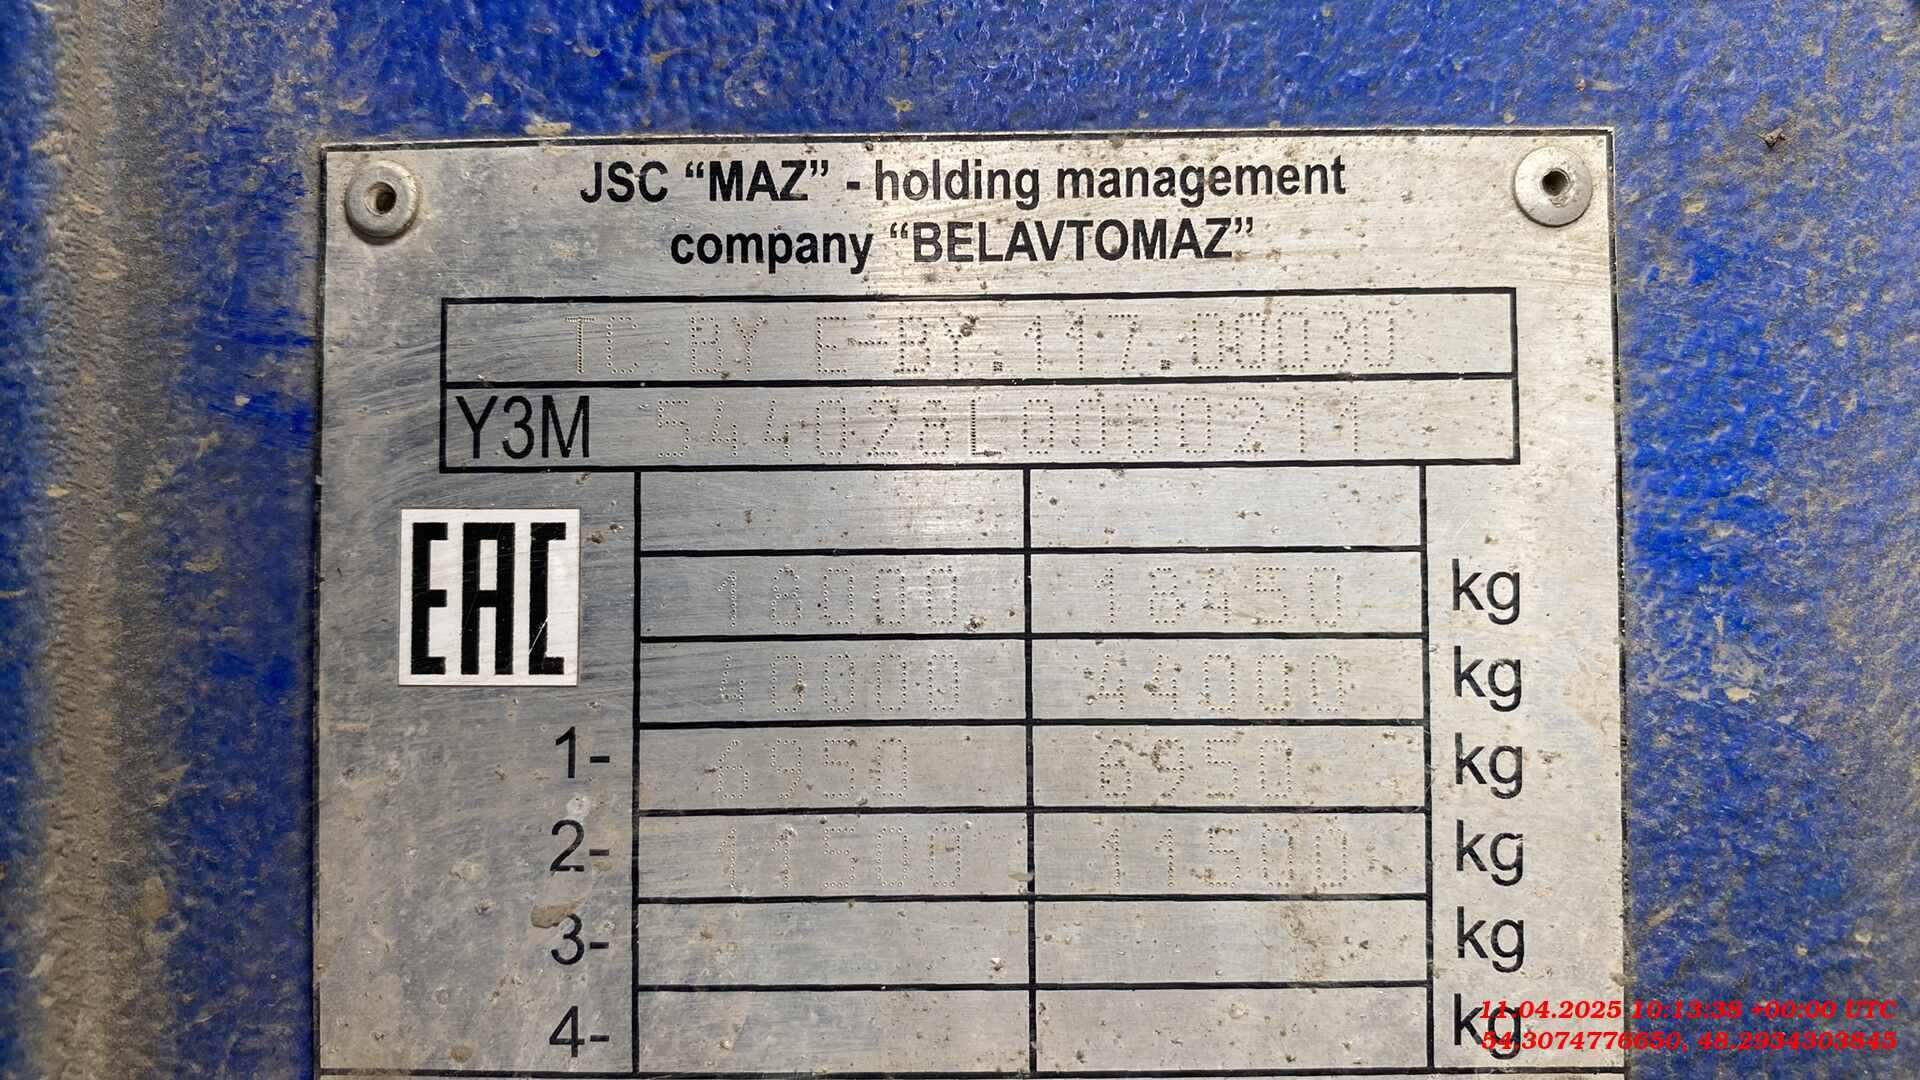 JSC “MAZ” - holding management
company “BELAVTOMAZ”
TC BY E-BY.117.00030
Y3M 544028L0000211
EAC
18000 18450 kg
40000 44000 kg
1- 6950 6950 kg
2- 11500 11500 kg
3- kg
4- kg
11.04.2025 10:13:38 +00:00 UTC
54,3074776650, 48,2934303845